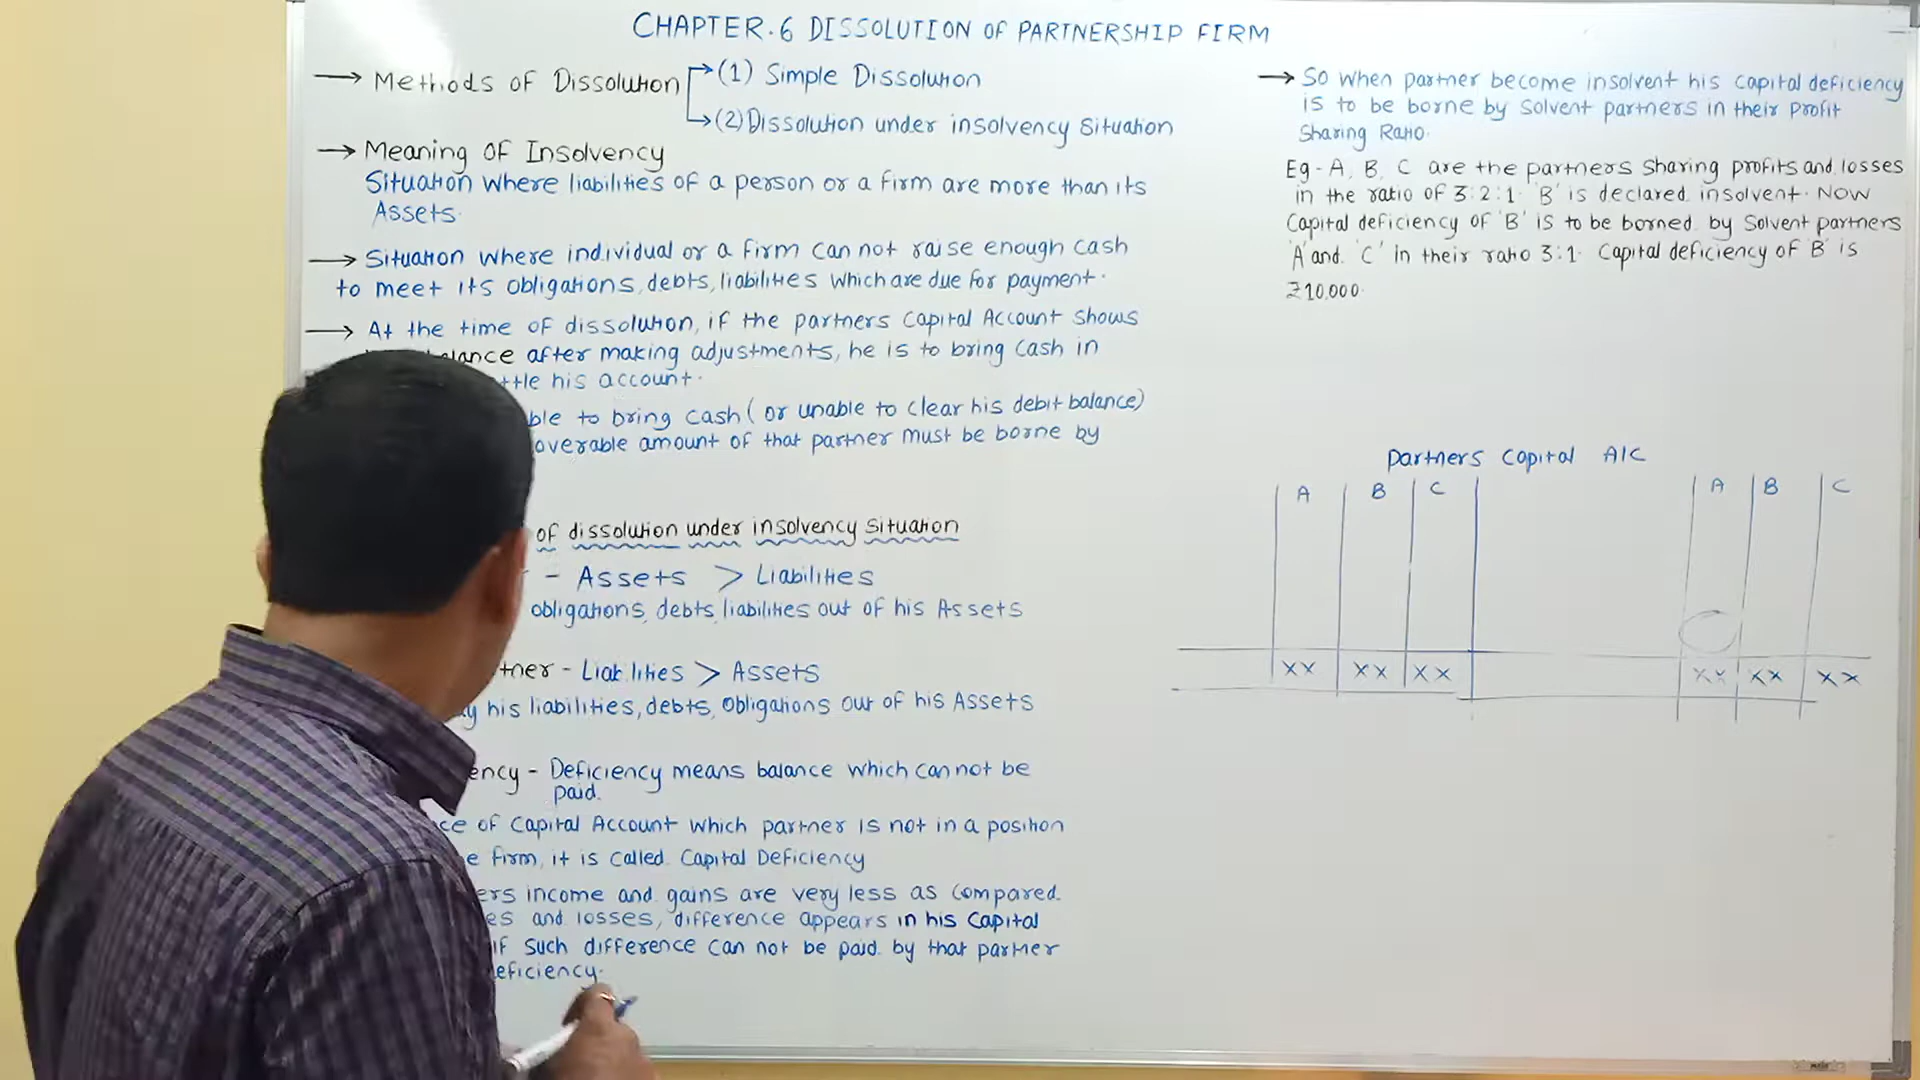 CHAPTER.6 DISSOLUTION OF PARTNERSHIP FIRM
→ Methods of Dissolution
→(1) Simple Dissolution
→(2) Dissolution under insolvency Situation
→ Meaning OF Insolvency
Situation where liabilities of a person or a firm are more than its
Assets.
→ Situation where individual or a firm can not raise enough cash
to meet its obligations, debts, liabilities which are due for payment.
→ At the time of dissolution, if the partners Capital Account shows
after making adjustments, he is to bring cash in
his account.
to bring cash ( or unable to clear his debit balance)
amount of that partner must be borne by
of dissolution under insolvency situation
- Assets > Liabilities
obligations, debts, liabilities out of his Assets
- Liabilities > Assets
his liabilities, debts, obligations out of his Assets
- Deficiency means balance which can not be
paid.
of Capital Account which partner is not in a position
firm, it is called Capital Deficiency
income and gains are very less as compared
and losses, difference appears in his Capital
if such difference can not be paid by that partner
→ So when partner become insolvent his capital deficiency
is to be borne by Solvent partners in their profit
Sharing Ratio.
Eg - A, B, C are the partners Sharing profits and losses
in the ratio of 3:2:1. 'B' is declared insolvent. Now
Capital deficiency of 'B' is to be borned by Solvent partners
'A' and 'C' in their ratio 3:1. Capital deficiency of 'B' is
₹10,000.
Partners Capital A/C
A B C A B C
XX XX XX XX XX XX